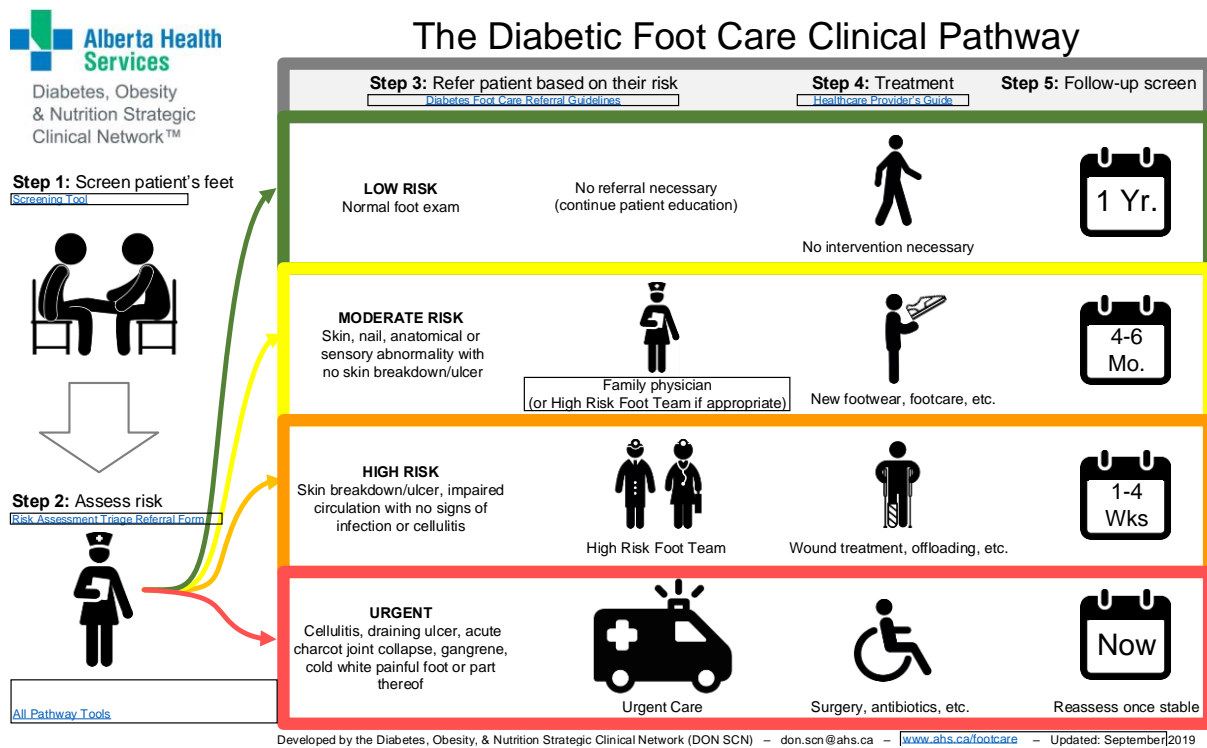 Alberta Health
Services
Diabetes, Obesity
& Nutrition Strategic
Clinical Network™
The Diabetic Foot Care Clinical Pathway
Step 1: Screen patient's feet
Screening Tool
Step 2: Assess risk
Risk Assessment Triage Referral Form
All Pathway Tools
Step 3: Refer patient based on their risk
Diabetes Foot Care Referral Guidelines
Step 4: Treatment
Healthcare Provider's Guide
Step 5: Follow-up screen
LOW RISK
Normal foot exam
No referral necessary
(continue patient education)
No intervention necessary
1 Yr.
MODERATE RISK
Skin, nail, anatomical or
sensory abnormality with
no skin breakdown/ulcer
Family physician
(or High Risk Foot Team if appropriate)
New footwear, footcare, etc.
4-6
Mo.
HIGH RISK
Skin breakdown/ulcer, impaired
circulation with no signs of
infection or cellulitis
High Risk Foot Team
Wound treatment, offloading, etc.
1-4
Wks
URGENT
Cellulitis, draining ulcer, acute
charcot joint collapse, gangrene,
cold white painful foot or part
thereof
Urgent Care
Surgery, antibiotics, etc.
Now
Reassess once stable
Developed by the Diabetes, Obesity, & Nutrition Strategic Clinical Network (DON SCN) – don.scn@ahs.ca – www.ahs.ca/footcare – Updated: September 2019